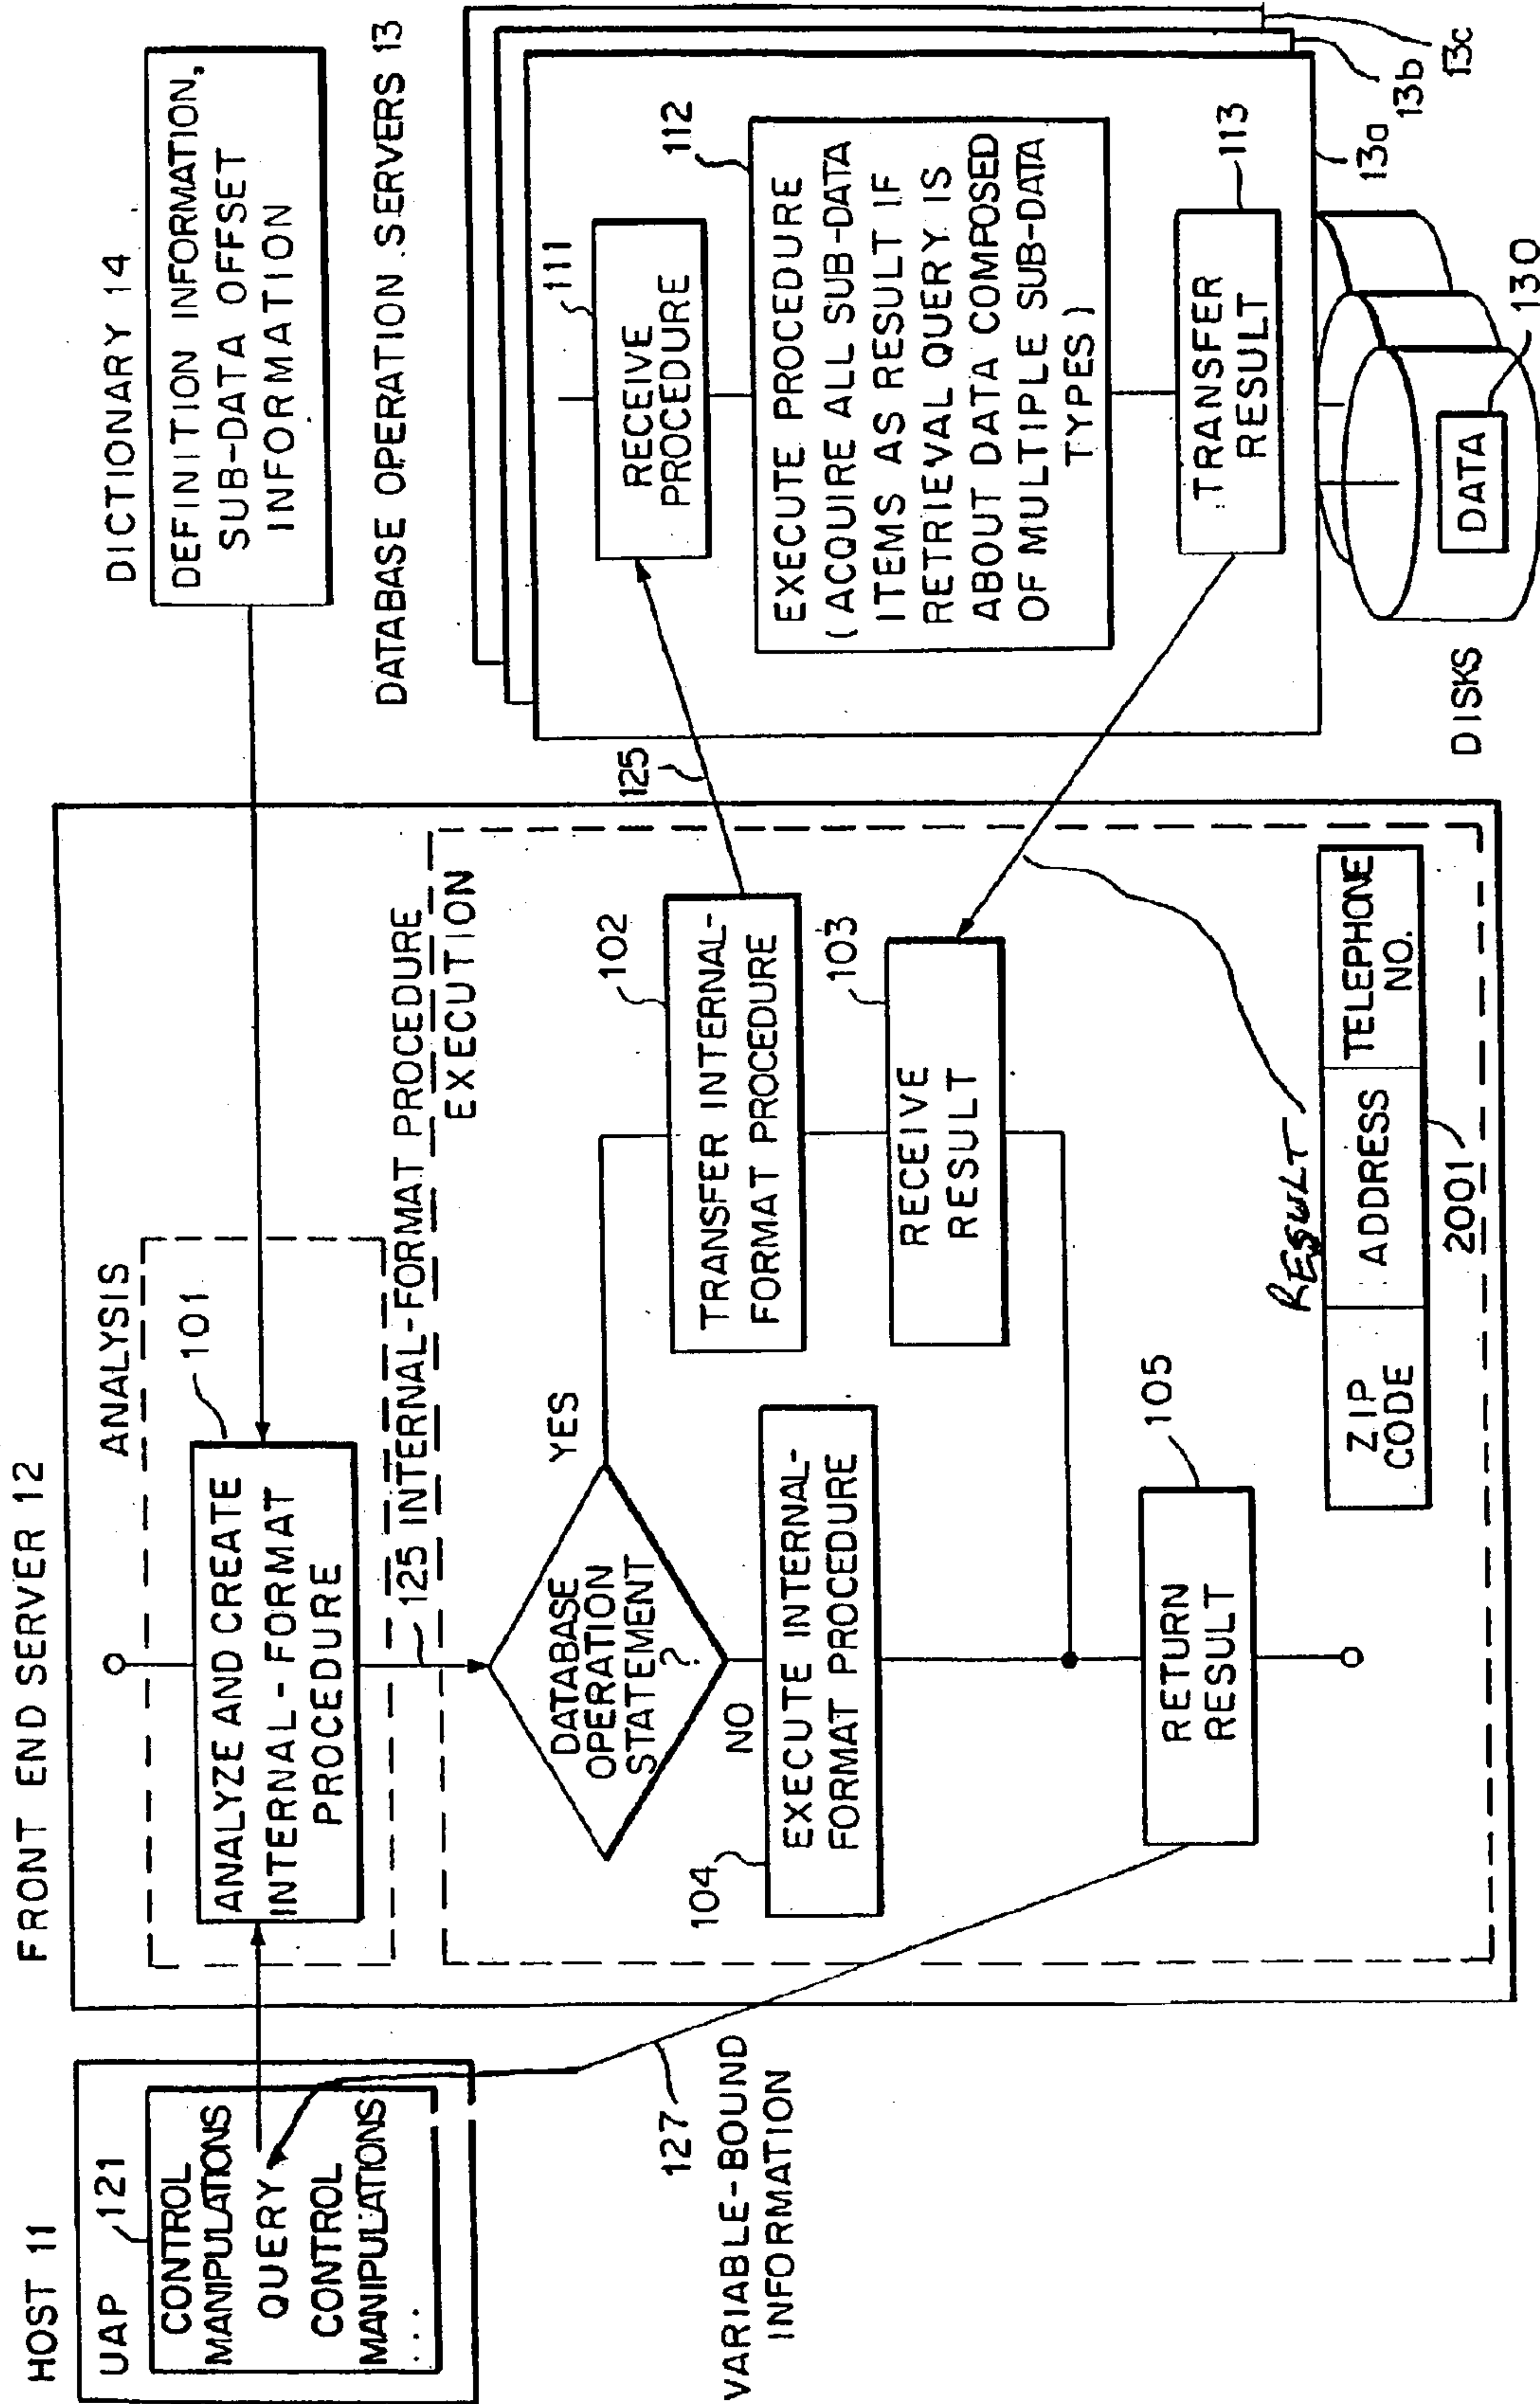 HOST 11
UAP
121
CONTROL
MANIPULATIONS
QUERY
CONTROL
MANIPULATIONS
...
127
VARIABLE-BOUND
INFORMATION
FRONT END SERVER 12
ANALYSIS
101
ANALYZE AND CREATE
INTERNAL-FORMAT
PROCEDURE
125 INTERNAL-FORMAT PROCEDURE
EXECUTION
DATABASE
OPERATION
STATEMENT
?
YES
NO
102
TRANSFER INTERNAL-
FORMAT PROCEDURE
103
RECEIVE
RESULT
104
EXECUTE INTERNAL-
FORMAT PROCEDURE
105
RETURN
RESULT
RESULT
ZIP
CODE
ADDRESS
TELEPHONE
NO.
2001
DICTIONARY 14
DEFINITION INFORMATION,
SUB-DATA OFFSET
INFORMATION
DATABASE OPERATION SERVERS 13
125
111
RECEIVE
PROCEDURE
112
EXECUTE PROCEDURE
(ACQUIRE ALL SUB-DATA
ITEMS AS RESULT IF
RETRIEVAL QUERY IS
ABOUT DATA COMPOSED
OF MULTIPLE SUB-DATA
TYPES)
113
TRANSFER
RESULT
13a
13b
13c
DISKS
DATA
130